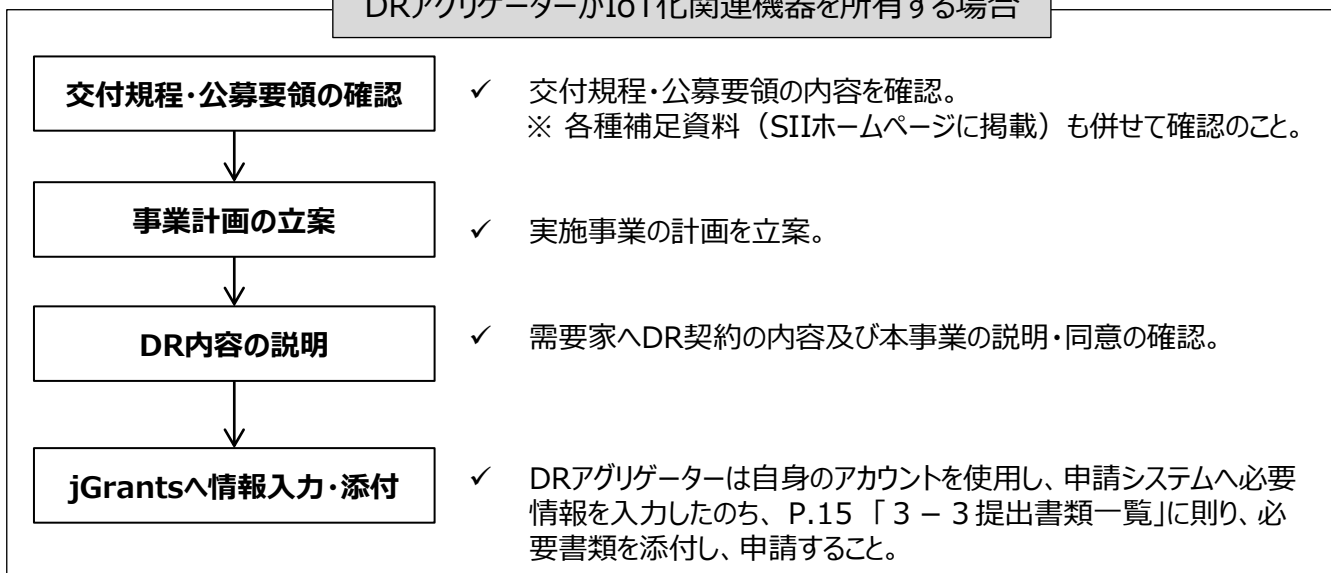 DRアグリゲーターがIoT化関連機器を所有する場合
交付規程・公募要領の確認
✓ 交付規程・公募要領の内容を確認。
※ 各種補足資料（SIIホームページに掲載）も併せて確認のこと。
事業計画の立案
✓ 実施事業の計画を立案。
DR内容の説明
✓ 需要家へDR契約の内容及び本事業の説明・同意の確認。
jGrantsへ情報入力・添付
✓ DRアグリゲーターは自身のアカウントを使用し、申請システムへ必要
情報を入力したのち、P.15 「３－３提出書類一覧」に則り、必
要書類を添付し、申請すること。